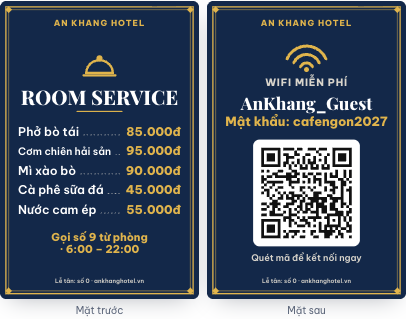 AN KHANG HOTEL
ROOM SERVICE
Phở bò tái .......... 85.000đ
Cơm chiên hải sản .. 95.000đ
Mì xào bò .......... 90.000đ
Cà phê sữa đá .... 45.000đ
Nước cam ép ...... 55.000đ
Gọi số 9 từ phòng
· 6:00 – 22:00
Lễ tân: số 0 · ankhanghotel.vn
Mặt trước
AN KHANG HOTEL
WIFI MIỄN PHÍ
AnKhang_Guest
Mật khẩu: cafengon2027
Quét mã để kết nối ngay
Lễ tân: số 0 · ankhanghotel.vn
Mặt sau